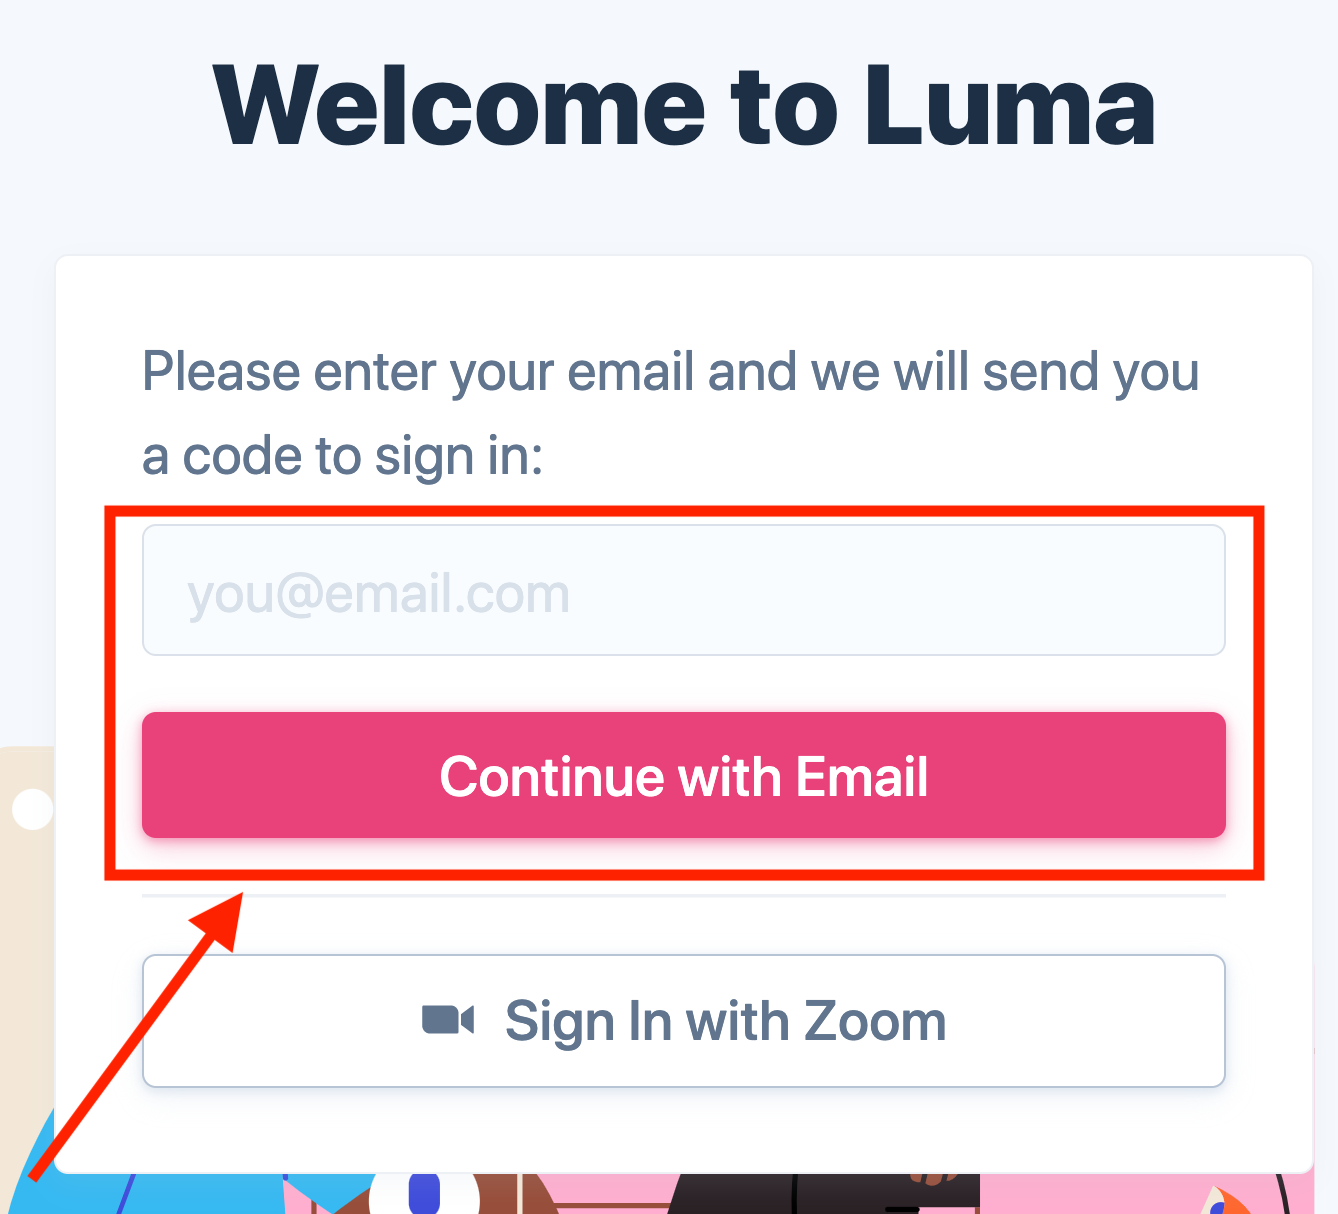 Welcome to Luma
Please enter your email and we will send you
a code to sign in:
you@email.com
Continue with Email
Sign In with Zoom